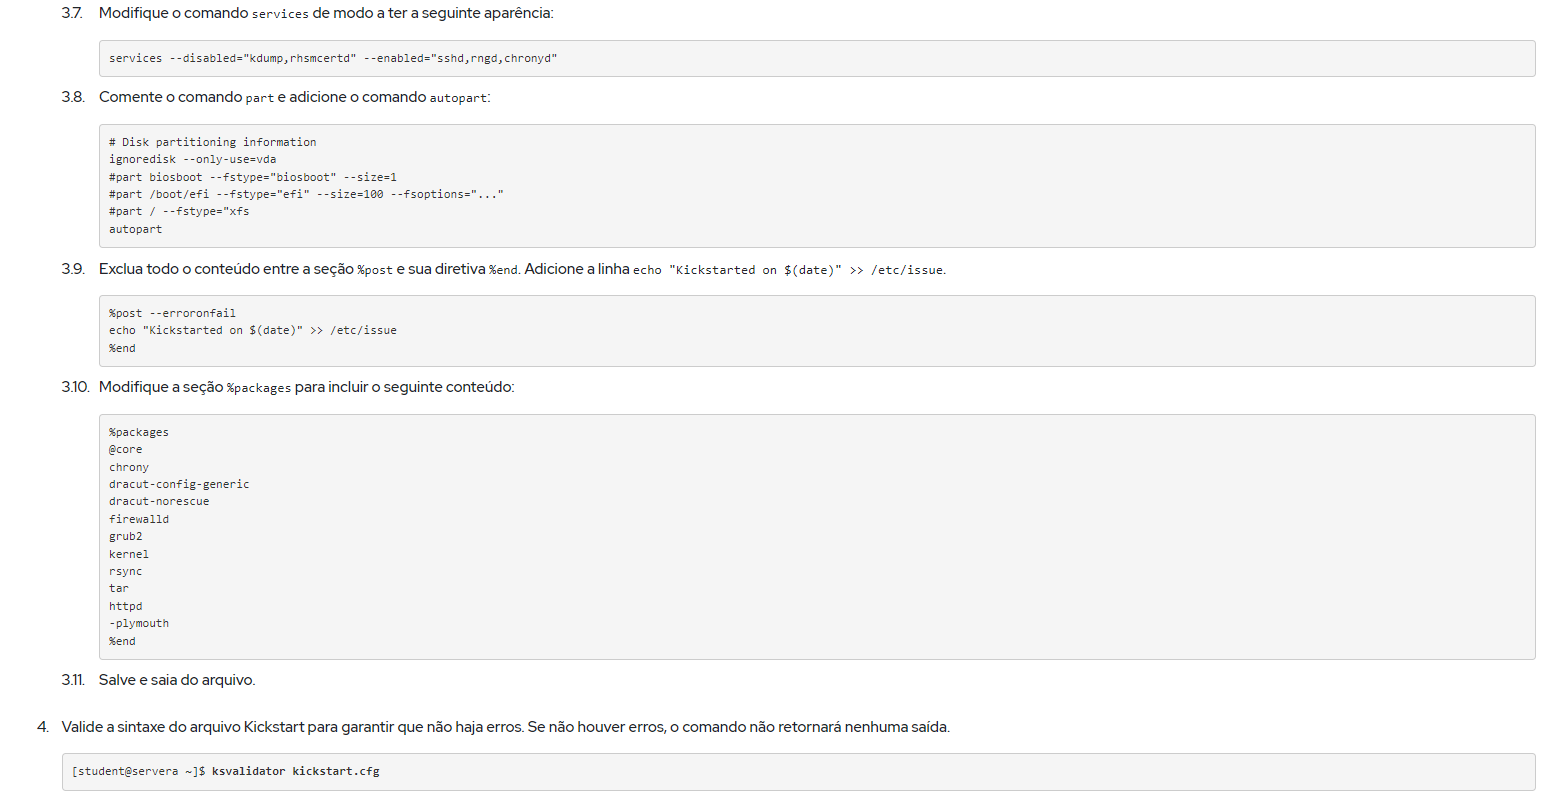 3.7. Modifique o comando services de modo a ter a seguinte aparência:
services --disabled="kdump,rhsmcertd" --enabled="sshd,rngd,chronyd"
3.8. Comente o comando part e adicione o comando autopart:
# Disk partitioning information
ignoredisk --only-use=vda
#part biosboot --fstype="biosboot" --size=1
#part /boot/efi --fstype="efi" --size=100 --fsoptions="..."
#part / --fstype="xfs
autopart
3.9. Exclua todo o conteúdo entre a seção %post e sua diretiva %end. Adicione a linha echo "Kickstarted on $(date)" >> /etc/issue.
%post --erroronfail
echo "Kickstarted on $(date)" >> /etc/issue
%end
3.10. Modifique a seção %packages para incluir o seguinte conteúdo:
%packages
@core
chrony
dracut-config-generic
dracut-norescue
firewalld
grub2
kernel
rsync
tar
httpd
-plymouth
%end
3.11. Salve e saia do arquivo.
4. Valide a sintaxe do arquivo Kickstart para garantir que não haja erros. Se não houver erros, o comando não retornará nenhuma saída.
[student@servera ~]$ ksvalidator kickstart.cfg